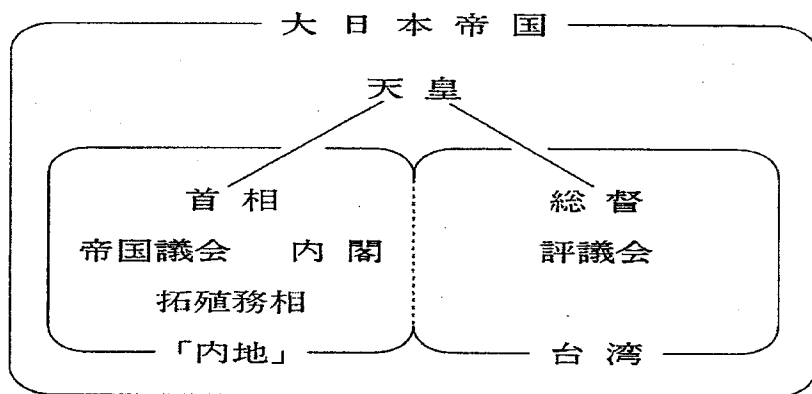 大日本帝国
天皇
首相 総督
帝国議会 内閣 評議会
拓殖務相
「内地」 台湾